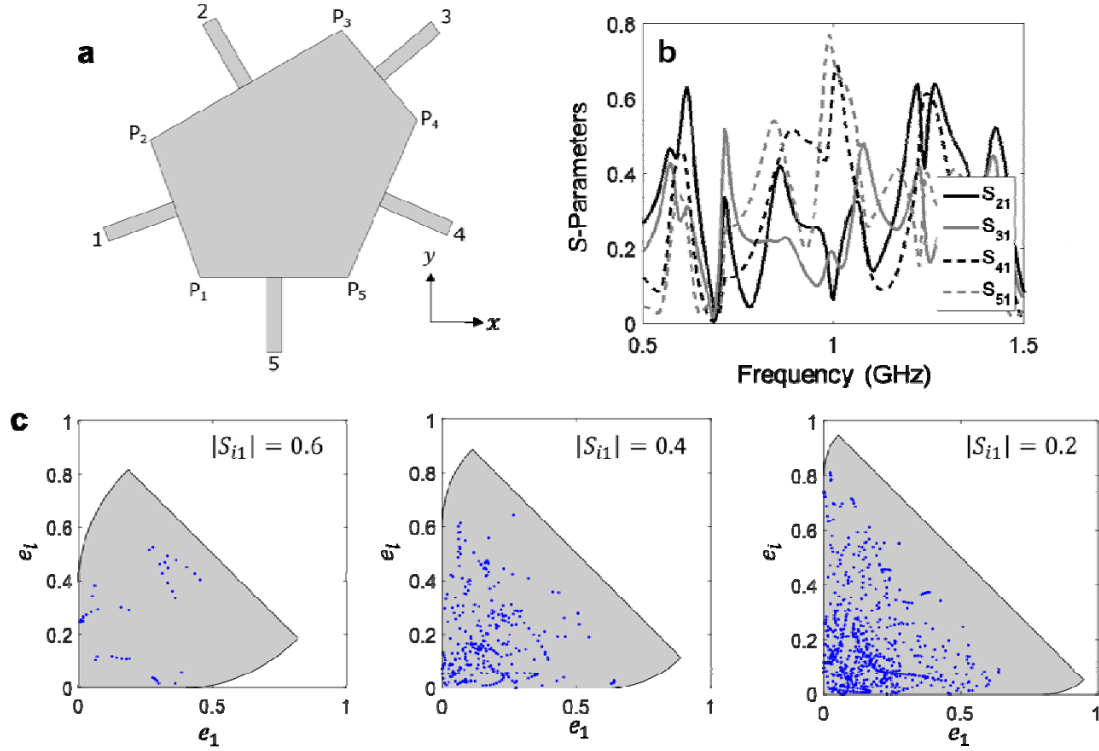 a
1
2
3
4
5
P1
P2
P3
P4
P5
y
x
b
S-Parameters
0.8
0.6
0.4
0.2
0
0.5
1
1.5
Frequency (GHz)
S21
S31
S41
S51
c
|Si1| = 0.6
ei
1
0.8
0.6
0.4
0.2
0
0
0.5
1
e1
|Si1| = 0.4
ei
1
0.8
0.6
0.4
0.2
0
0
0.5
1
e1
|Si1| = 0.2
ei
1
0.8
0.6
0.4
0.2
0
0
0.5
1
e1